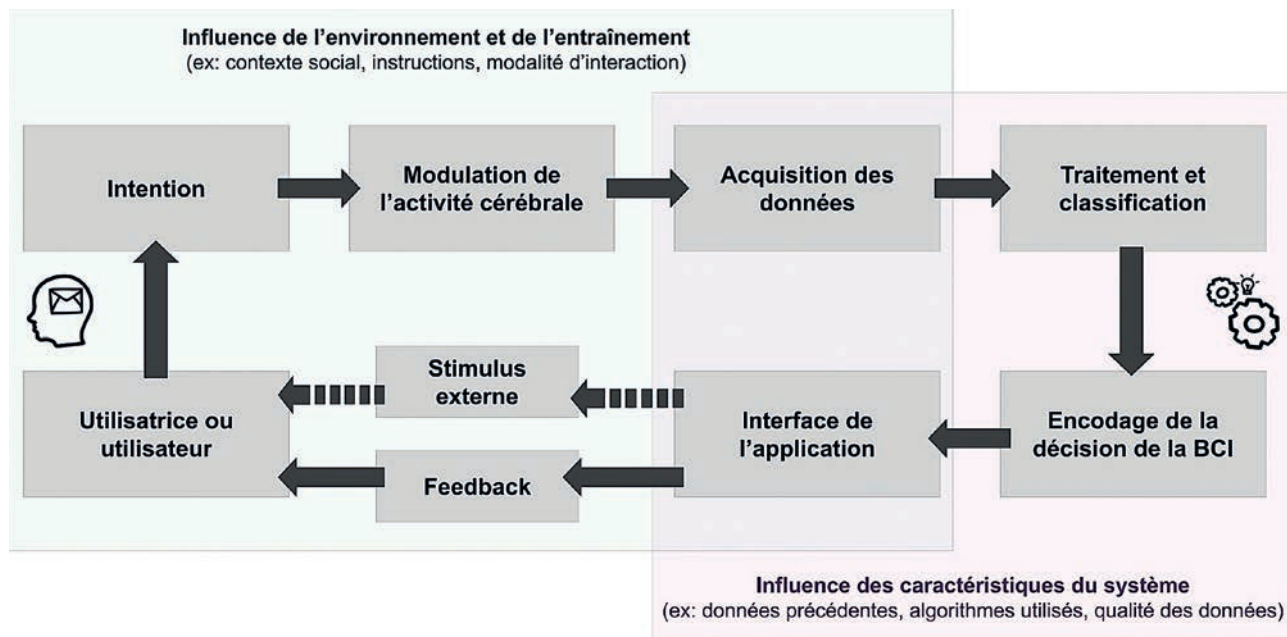 Influence de l’environnement et de l’entraînement
(ex: contexte social, instructions, modalité d’interaction)
Intention
Modulation de
l’activité cérébrale
Acquisition des
données
Traitement et
classification
Stimulus
externe
Utilisatrice ou
utilisateur
Interface de
l’application
Encodage de la
décision de la BCI
Feedback
Influence des caractéristiques du système
(ex: données précédentes, algorithmes utilisés, qualité des données)